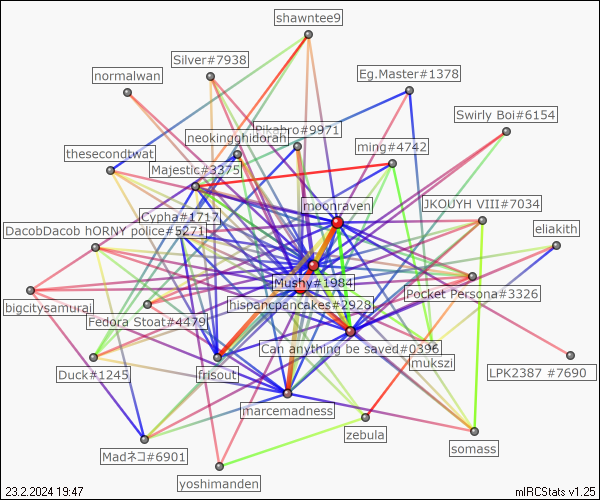 shawntee9
Silver#7938
normalwan
Eg.Master#1378
Swirly Boi#6154
Pikabro#9971
neokingghidorah
ming#4742
thesecondtwat
Majestic#3375
moonraven
JKOUYH VIII#7034
Cypha#1717
DacobDacob hORNY police#5271
eliakith
Mushy#1984
Pocket Persona#3326
bigcitysamurai
hispancpancakes#2928
Fedora Stoat#4479
Can anything be saved#0396
mukszi
Duck#1245
frisout
LPK2387 #7690
marcemadness
zebula
somass
Madネコ#6901
yoshimanden
23.2.2024 19:47
mIRCStats v1.25